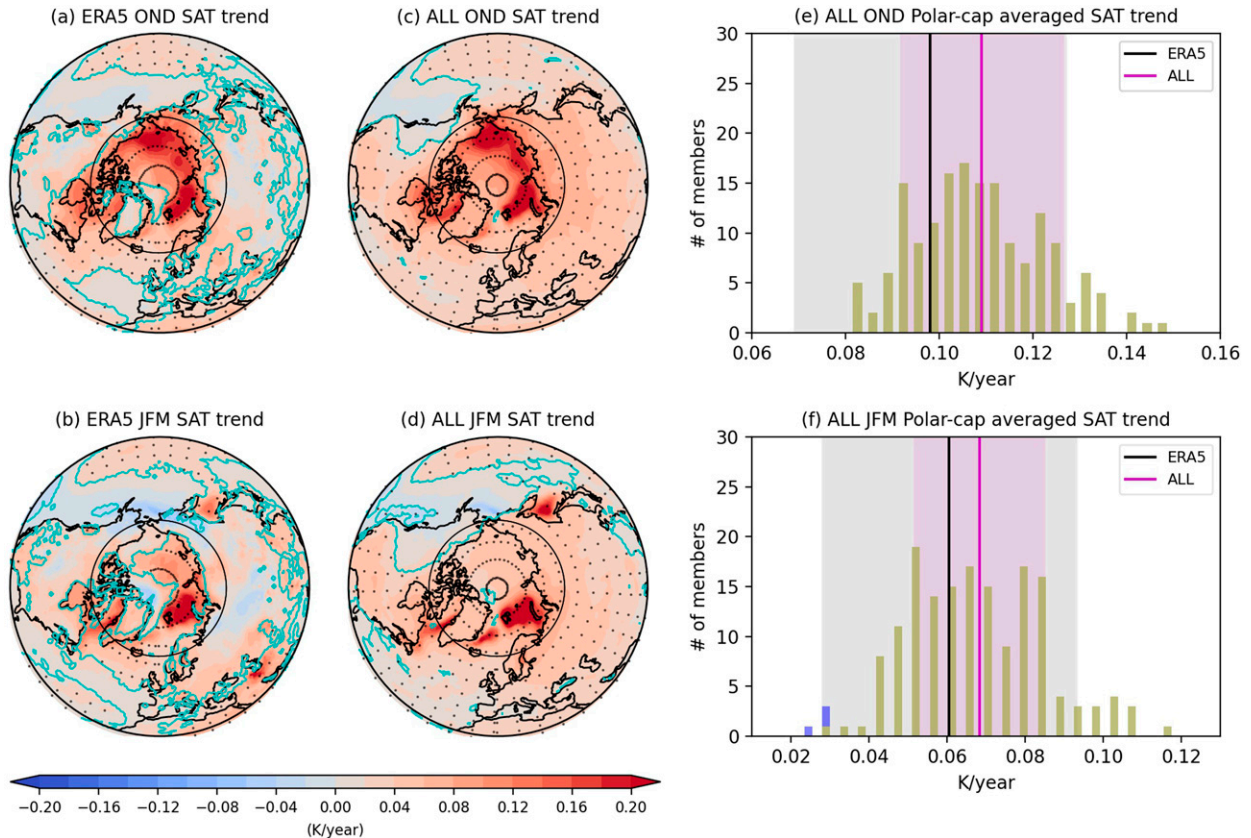 (a) ERA5 OND SAT trend
(c) ALL OND SAT trend
(e) ALL OND Polar-cap averaged SAT trend
30
25
20
15
10
5
0
# of members
ERA5
ALL
0.06 0.08 0.10 0.12 0.14 0.16
K/year
(b) ERA5 JFM SAT trend
(d) ALL JFM SAT trend
(f) ALL JFM Polar-cap averaged SAT trend
30
25
20
15
10
5
0
# of members
ERA5
ALL
0.02 0.04 0.06 0.08 0.10 0.12
K/year
−0.20 −0.16 −0.12 −0.08 −0.04 0.00 0.04 0.08 0.12 0.16 0.20
(K/year)